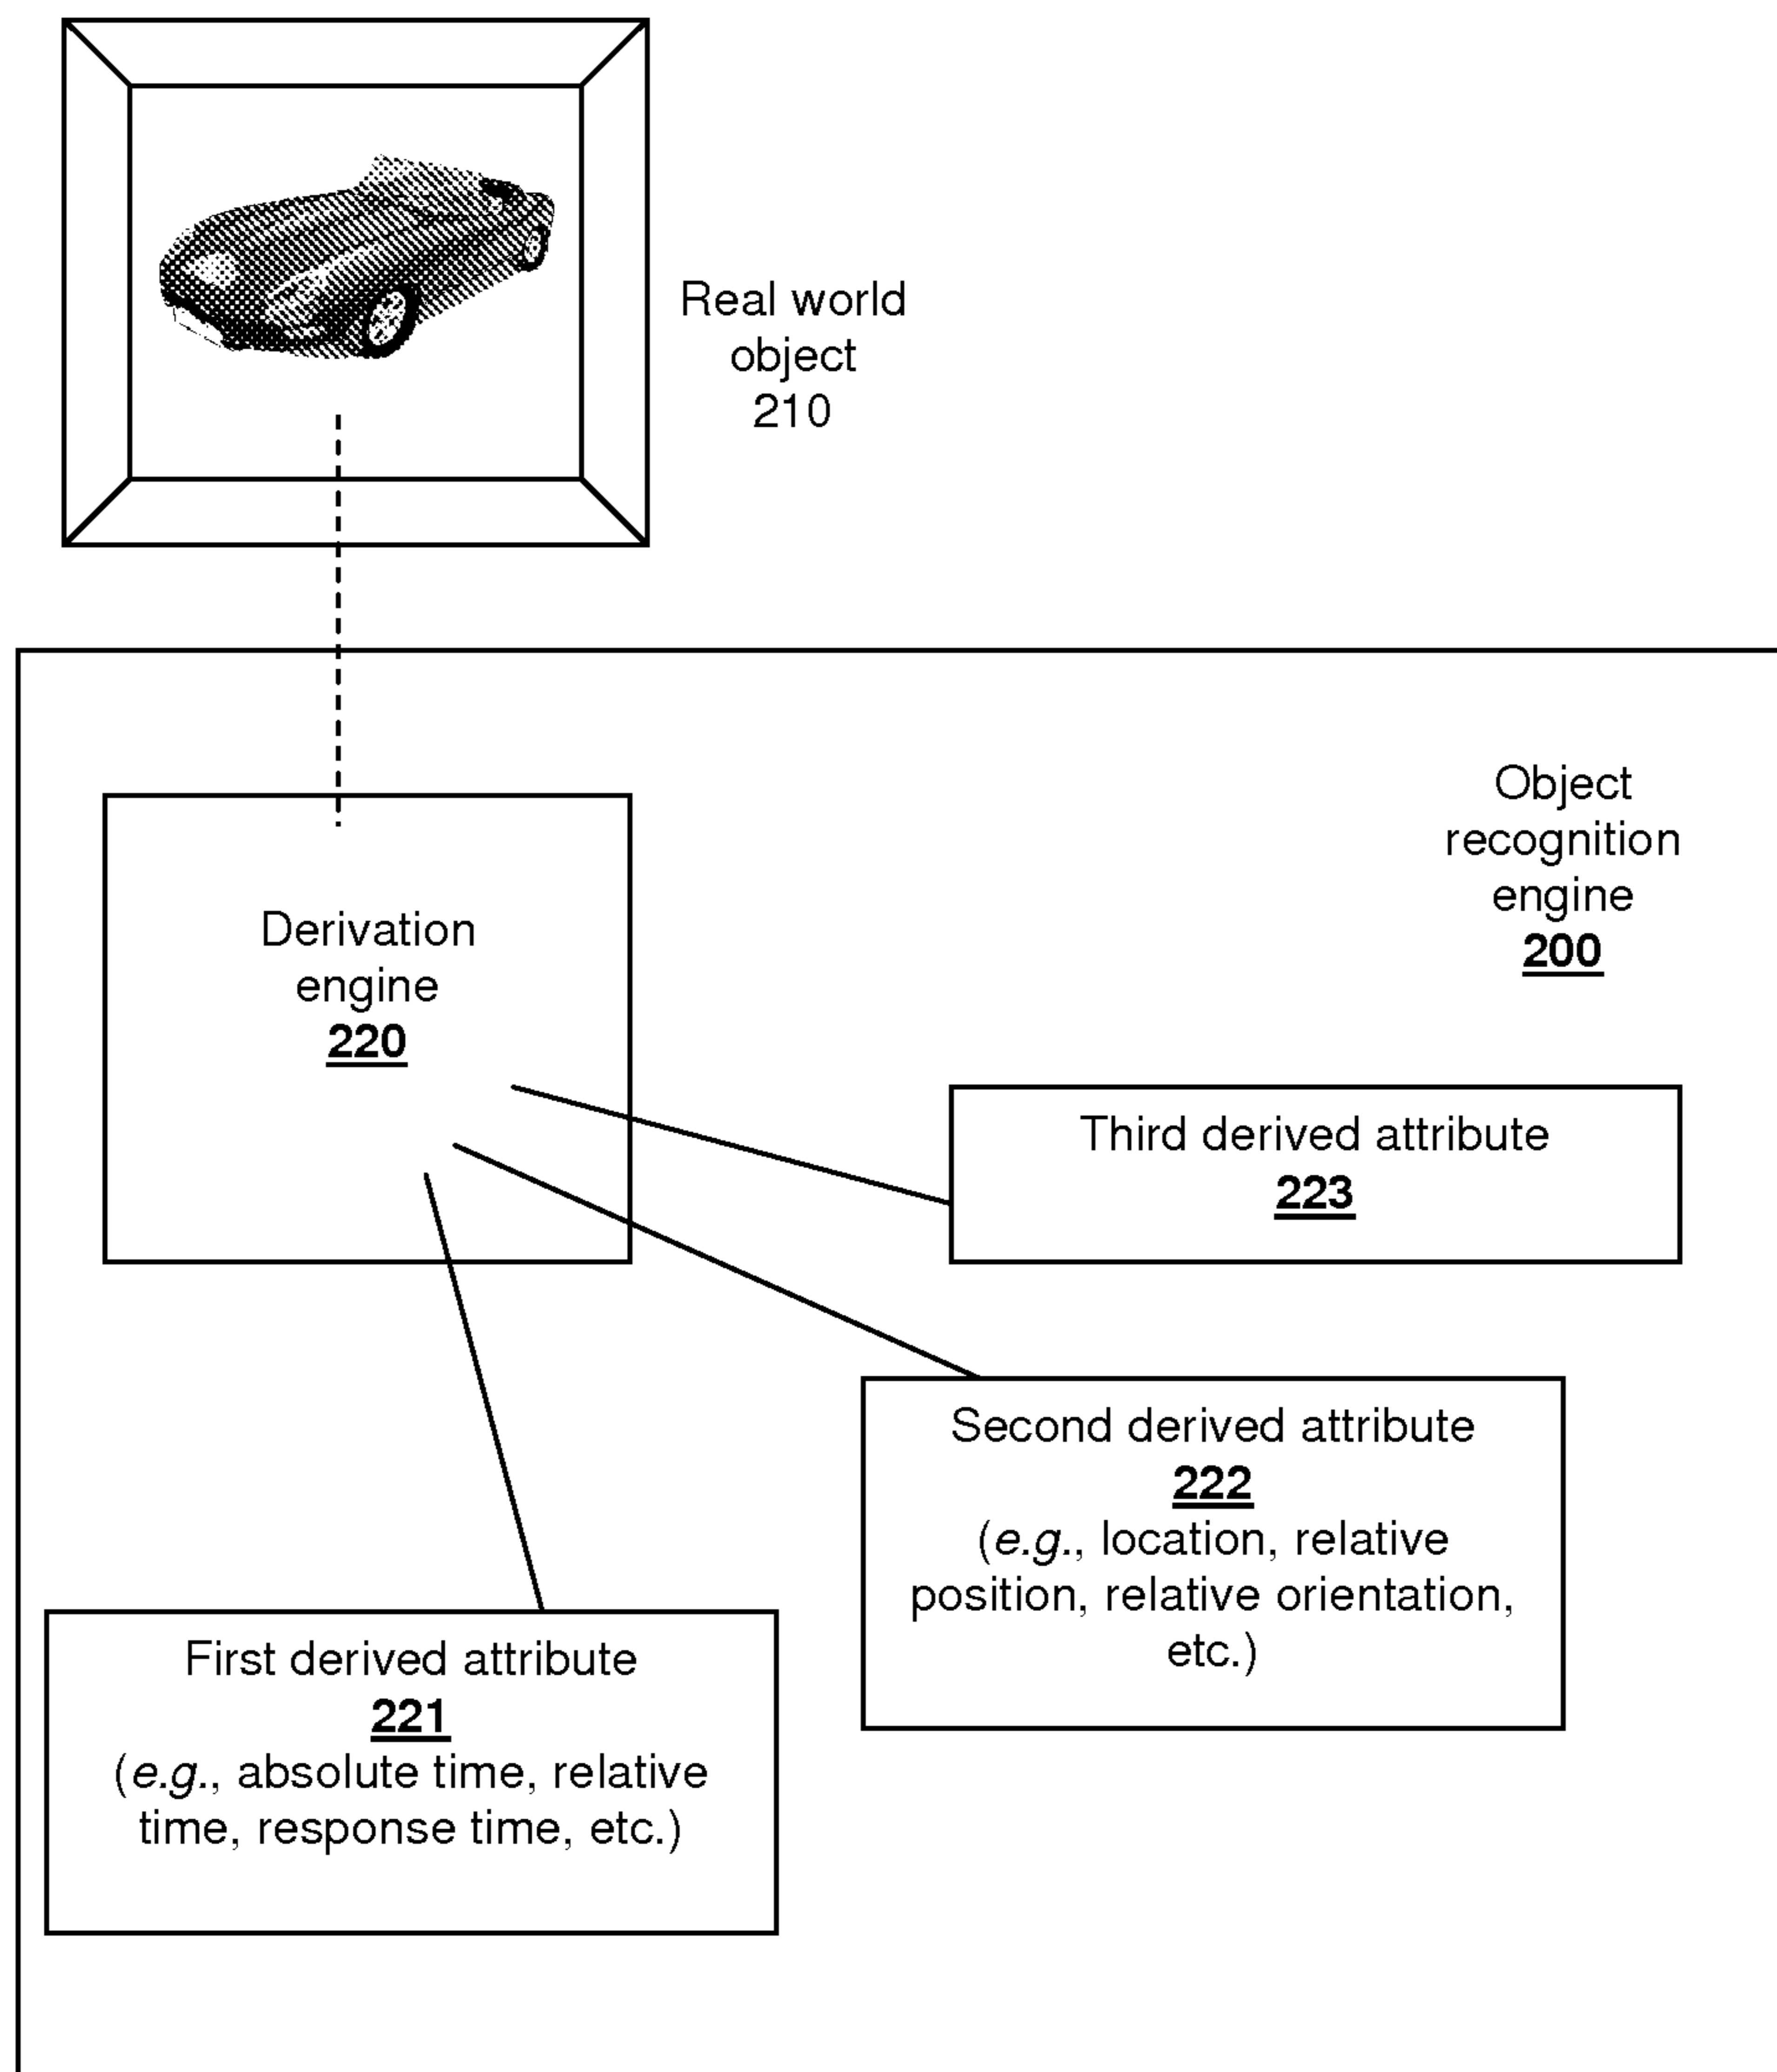 Real world
object
210
Object
recognition
engine
200
Derivation
engine
220
Third derived attribute
223
Second derived attribute
222
(e.g., location, relative
position, relative orientation,
etc.)
First derived attribute
221
(e.g., absolute time, relative
time, response time, etc.)